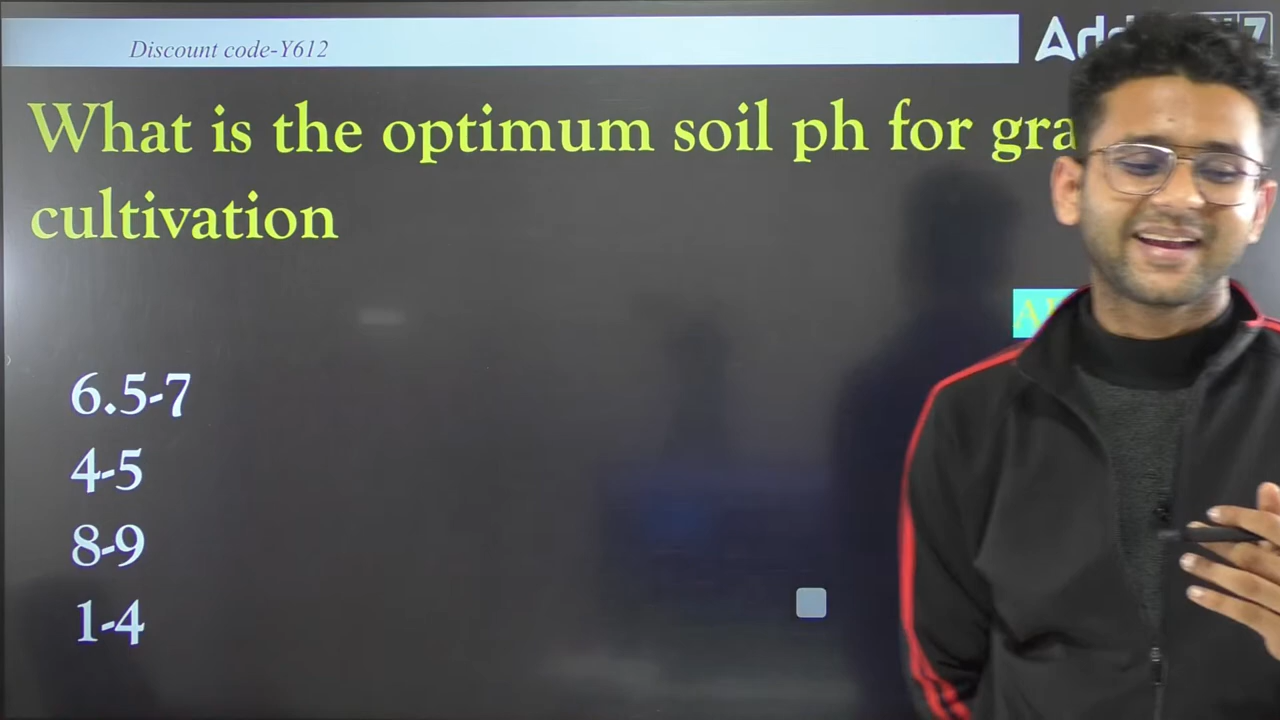 Discount code-Y612
What is the optimum soil ph for
cultivation
6.5-7
4-5
8-9
1-4